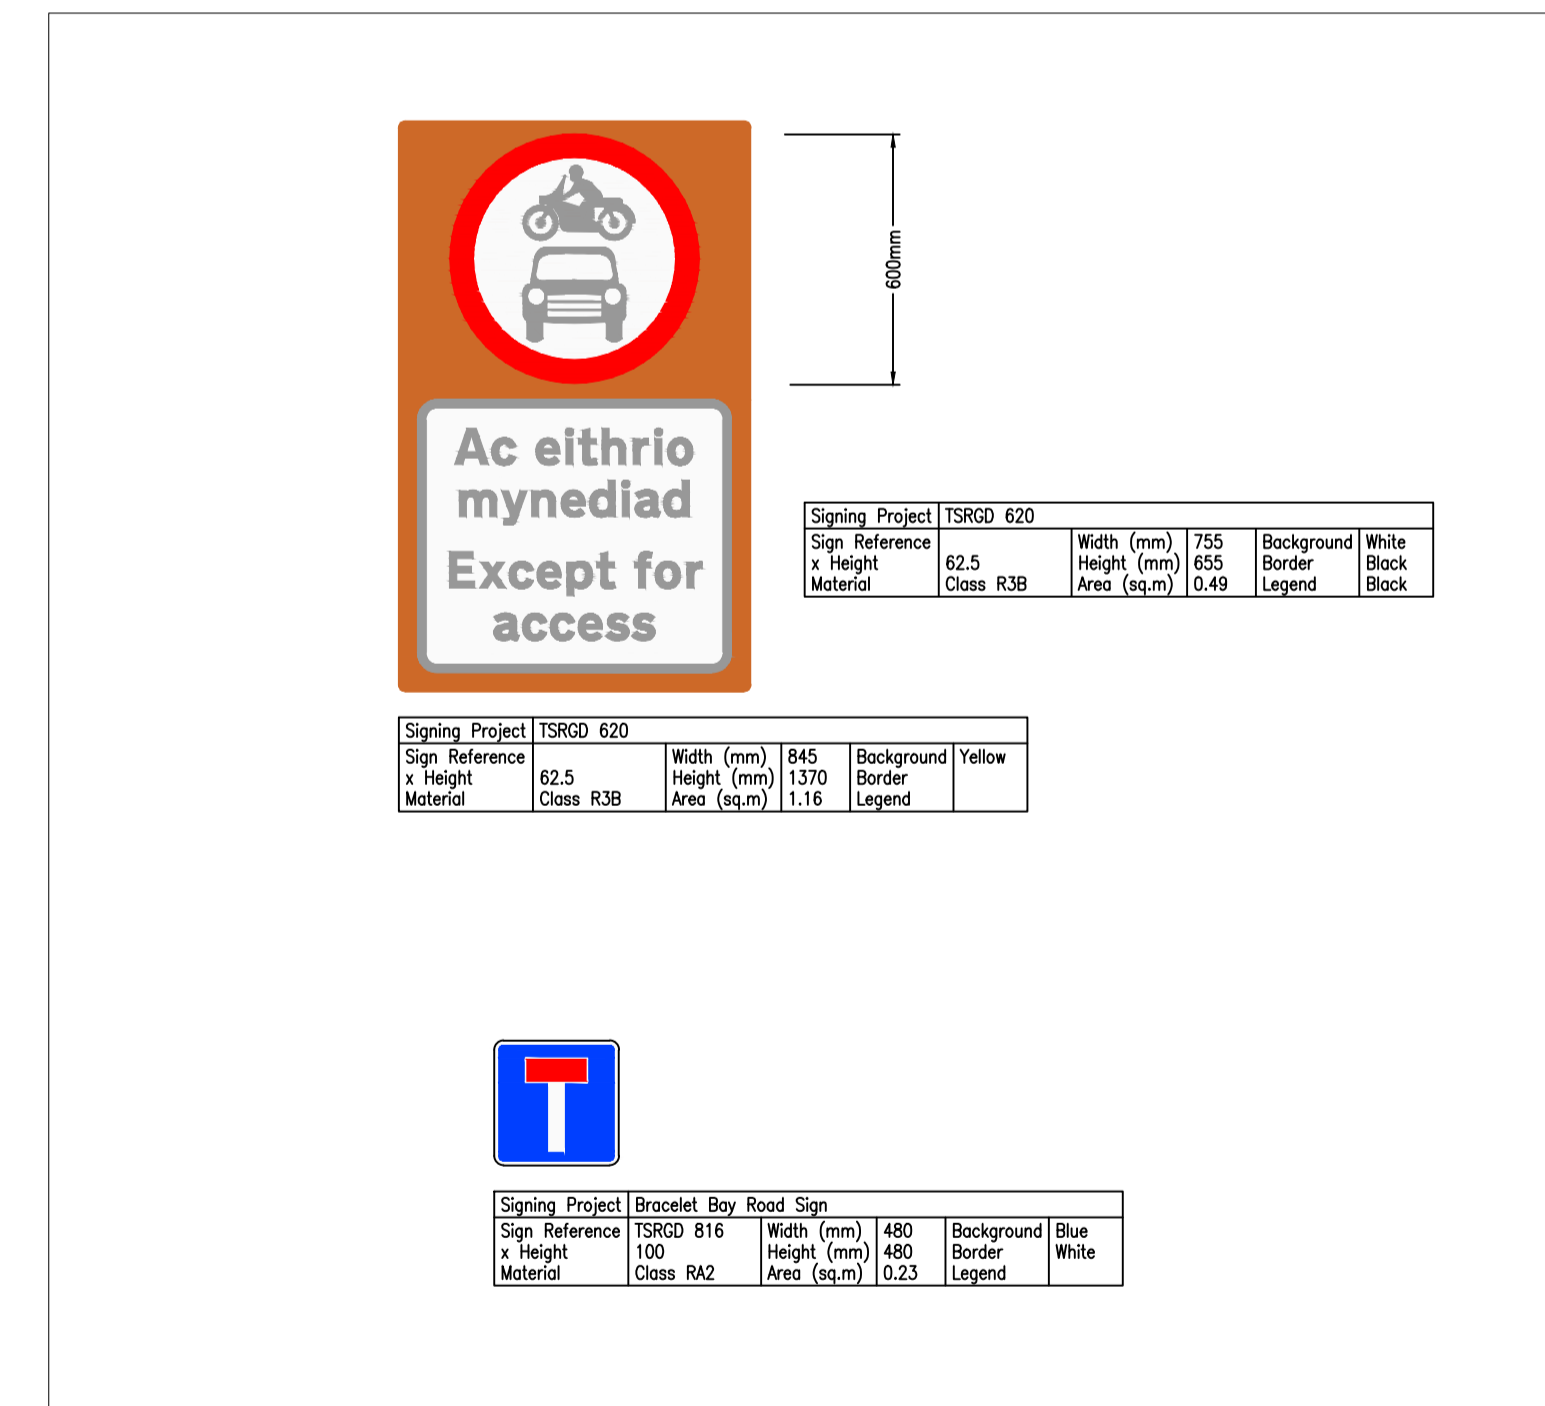 600mm
Ac eithrio
mynediad
Except for
access
Signing Project TSRGD 620
Sign Reference Width (mm) 755 Background White
x Height 62.5 Height (mm) 655 Border Black
Material Class R3B Area (sq.m) 0.49 Legend Black
Signing Project TSRGD 620
Sign Reference Width (mm) 845 Background Yellow
x Height 62.5 Height (mm) 1370 Border
Material Class R3B Area (sq.m) 1.16 Legend
Signing Project Bracelet Bay Road Sign
Sign Reference TSRGD 816 Width (mm) 480 Background Blue
x Height 100 Height (mm) 480 Border White
Material Class RA2 Area (sq.m) 0.23 Legend